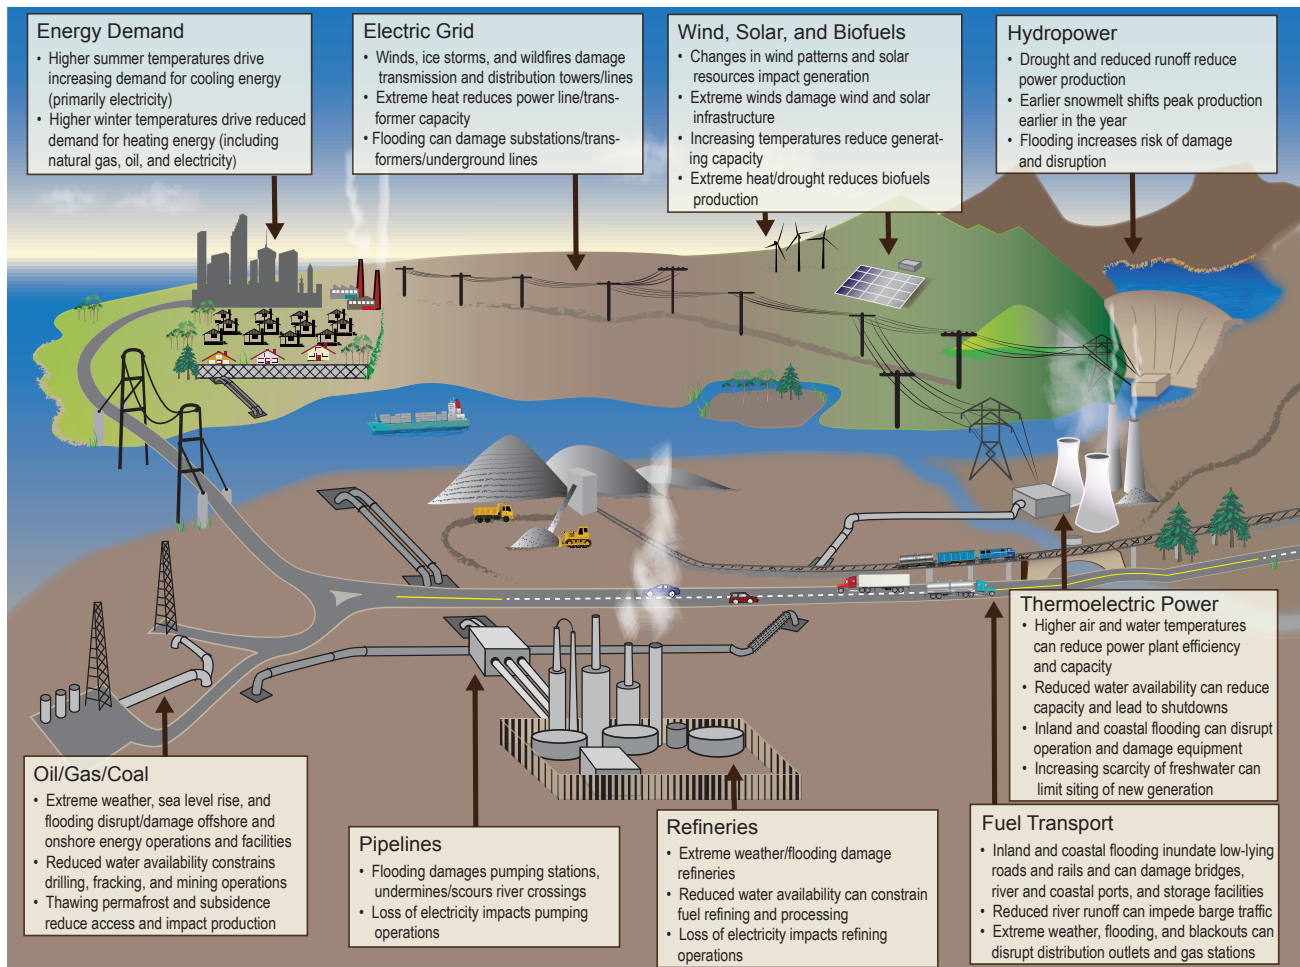 Energy Demand
• Higher summer temperatures drive
increasing demand for cooling energy
(primarily electricity)
• Higher winter temperatures drive reduced
demand for heating energy (including
natural gas, oil, and electricity)
Electric Grid
• Winds, ice storms, and wildfires damage
transmission and distribution towers/lines
• Extreme heat reduces power line/trans-
former capacity
• Flooding can damage substations/trans-
formers/underground lines
Wind, Solar, and Biofuels
• Changes in wind patterns and solar
resources impact generation
• Extreme winds damage wind and solar
infrastructure
• Increasing temperatures reduce generat-
ing capacity
• Extreme heat/drought reduces biofuels
production
Hydropower
• Drought and reduced runoff reduce
power production
• Earlier snowmelt shifts peak production
earlier in the year
• Flooding increases risk of damage
and disruption
Thermoelectric Power
• Higher air and water temperatures
can reduce power plant efficiency
and capacity
• Reduced water availability can reduce
capacity and lead to shutdowns
• Inland and coastal flooding can disrupt
operation and damage equipment
• Increasing scarcity of freshwater can
limit siting of new generation
Oil/Gas/Coal
• Extreme weather, sea level rise, and
flooding disrupt/damage offshore and
onshore energy operations and facilities
• Reduced water availability constrains
drilling, fracking, and mining operations
• Thawing permafrost and subsidence
reduce access and impact production
Pipelines
• Flooding damages pumping stations,
undermines/scours river crossings
• Loss of electricity impacts pumping
operations
Refineries
• Extreme weather/flooding damage
refineries
• Reduced water availability can constrain
fuel refining and processing
• Loss of electricity impacts refining
operations
Fuel Transport
• Inland and coastal flooding inundate low-lying
roads and rails and can damage bridges,
river and coastal ports, and storage facilities
• Reduced river runoff can impede barge traffic
• Extreme weather, flooding, and blackouts can
disrupt distribution outlets and gas stations